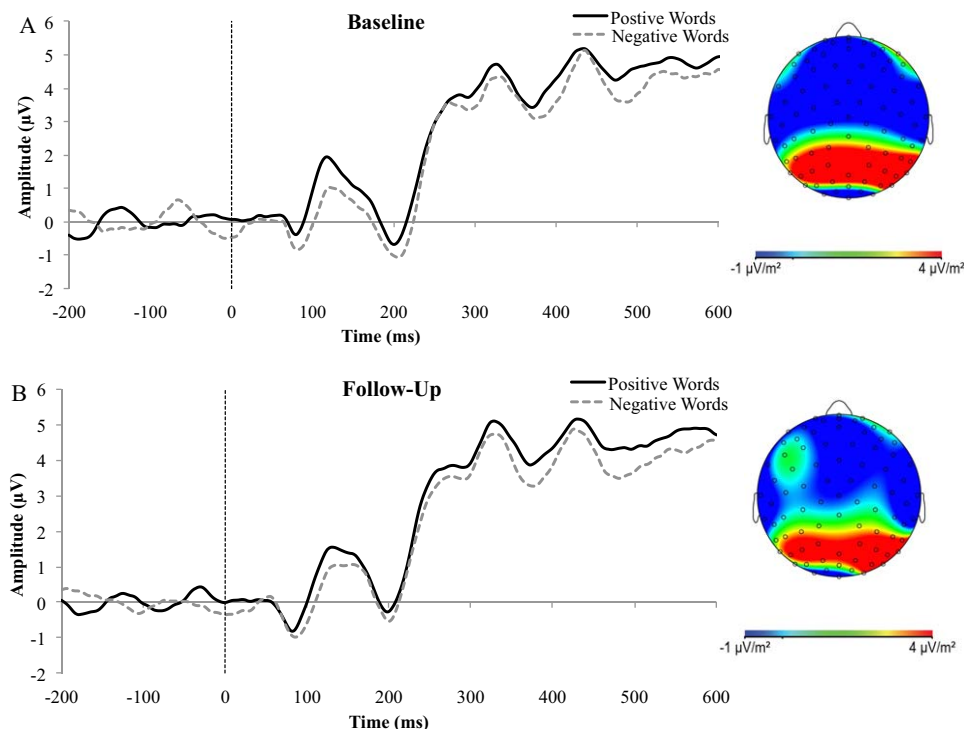 A
Baseline
Postive Words
Negative Words
6
5
4
3
2
1
0
-1
-2
Amplitude (µV)
-200 -100 0 100 200 300 400 500 600
Time (ms)
-1 µV/m² 4 µV/m²
B
Follow-Up
Positive Words
Negative Words
6
5
4
3
2
1
0
-1
-2
Amplitude (µV)
-200 -100 0 100 200 300 400 500 600
Time (ms)
-1 µV/m² 4 µV/m²